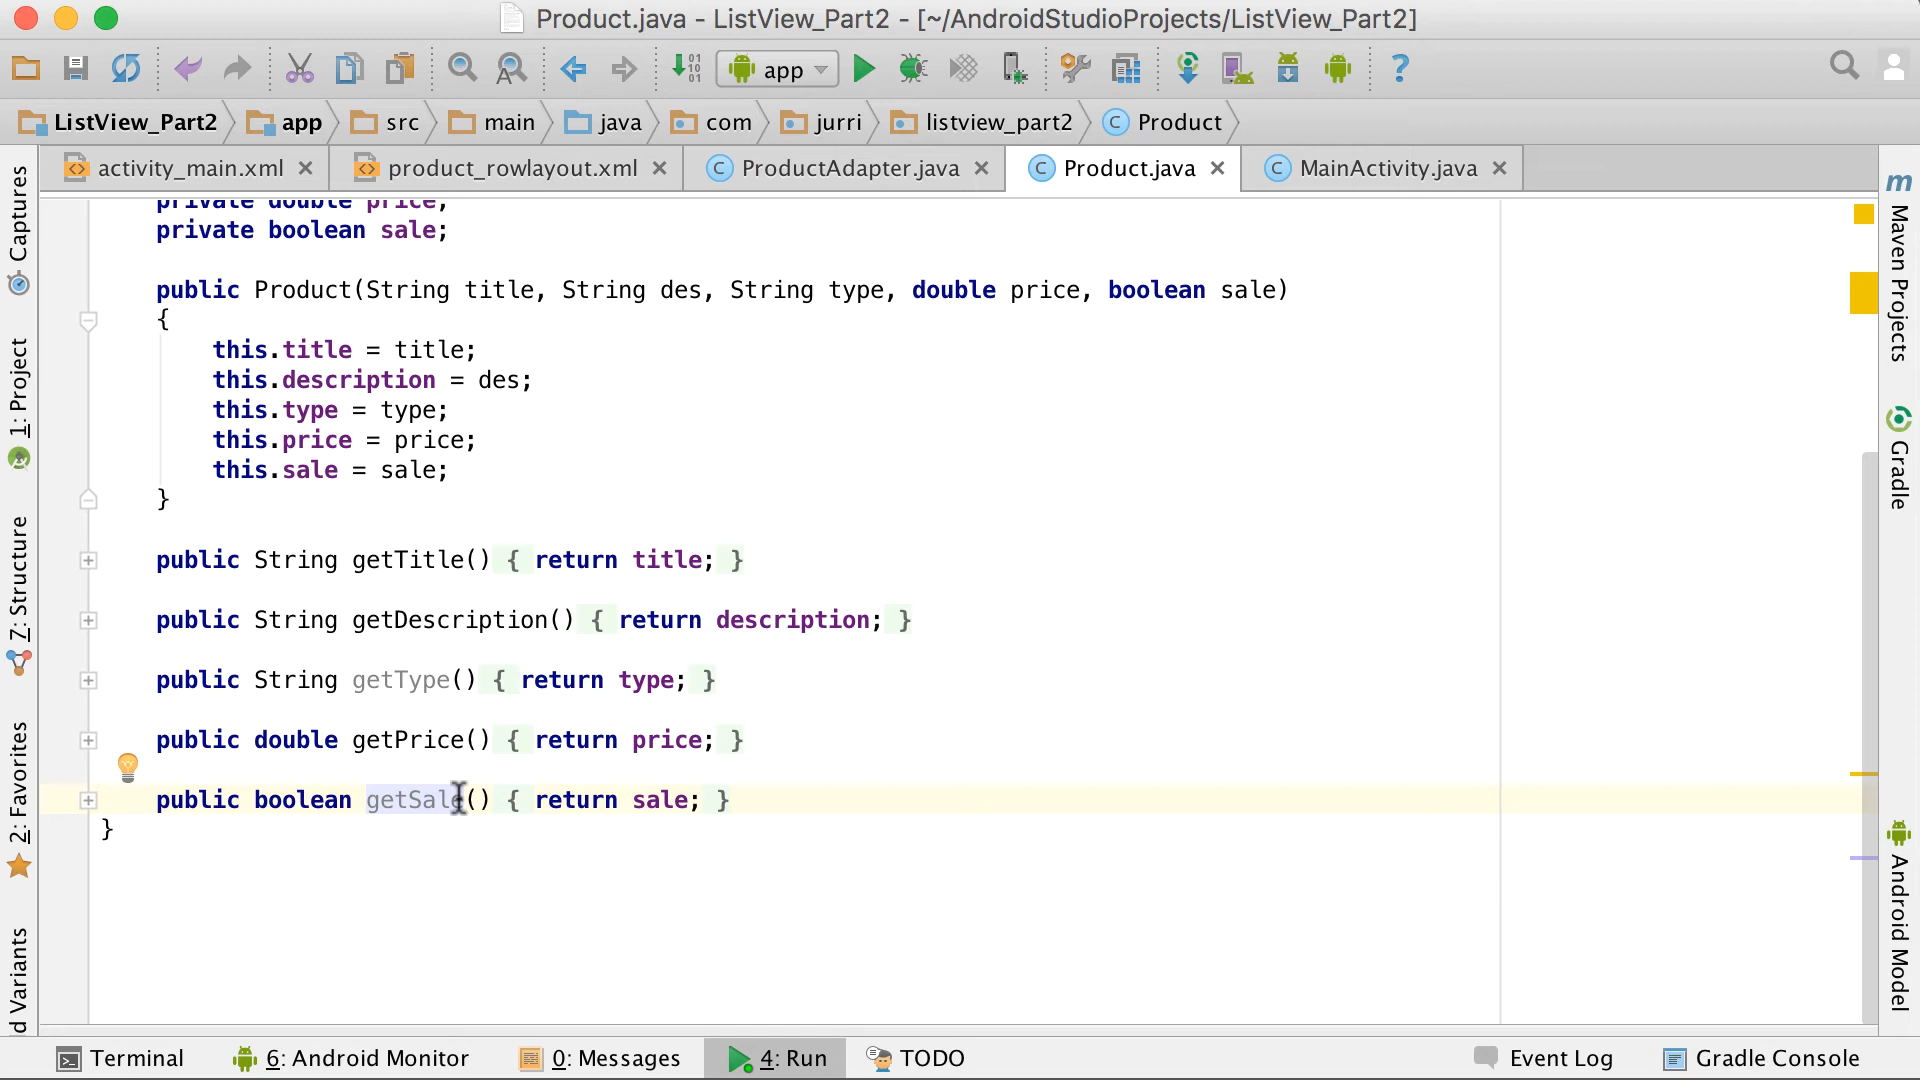 Product.java - ListView_Part2 - [~/AndroidStudioProjects/ListView_Part2]
app
ListView_Part2 app src main java com jurri listview_part2 Product
activity_main.xml product_rowlayout.xml ProductAdapter.java Product.java MainActivity.java
private double price;
private boolean sale;
public Product(String title, String des, String type, double price, boolean sale)
{
this.title = title;
this.description = des;
this.type = type;
this.price = price;
this.sale = sale;
}
public String getTitle() { return title; }
public String getDescription() { return description; }
public String getType() { return type; }
public double getPrice() { return price; }
public boolean getSale() { return sale; }
}
Captures
1: Project
7: Structure
2: Favorites
d Variants
Maven Projects
Gradle
Android Model
Terminal 6: Android Monitor 0: Messages 4: Run TODO Event Log Gradle Console